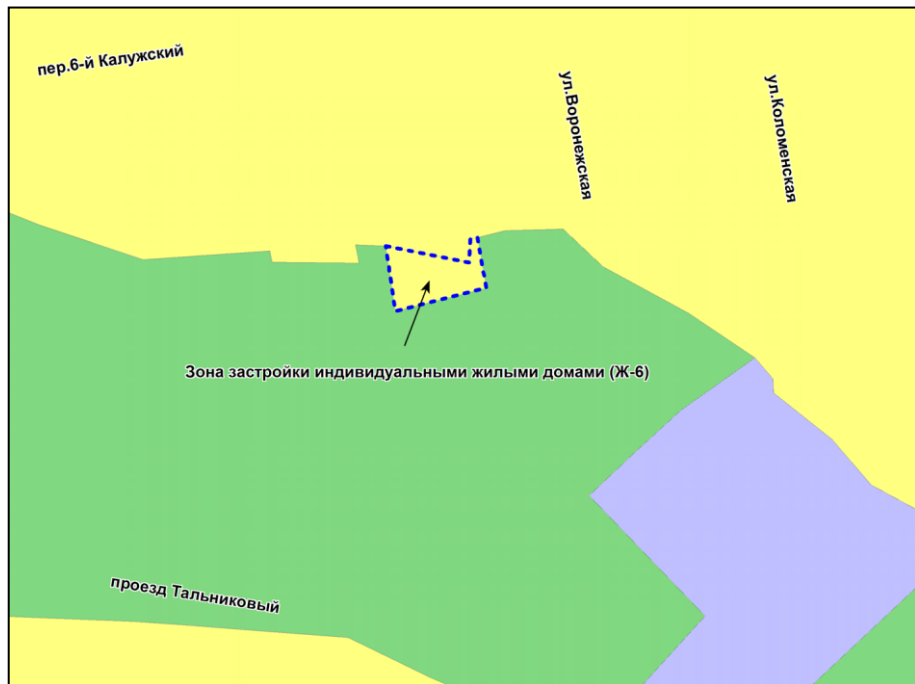 пер.6-й Калужский
ул.Воронежская
ул.Коломенская
Зона застройки индивидуальными жилыми домами (Ж-6)
проезд Тальниковый